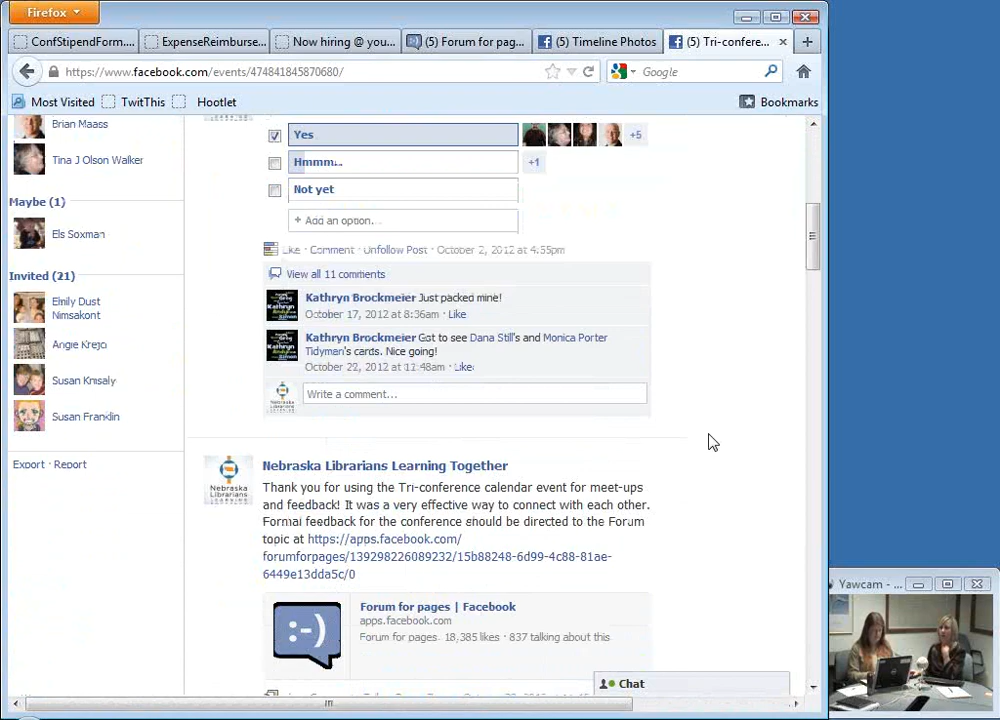 Firefox
ConfStipendForm....
ExpenseReimburse...
Now hiring @ you...
(5) Forum for pag...
(5) Timeline Photos
(5) Tri-confere...
https://www.facebook.com/events/474841845870680/
Google
Most Visited
TwitThis
Hootlet
Bookmarks
Brian Maass
Tina J Olson Walker
Maybe (1)
Els Soxman
Invited (21)
Emily Dust
Nimsakont
Angie Kreja
Susan Knisaly
Susan Franklin
Export · Report
Yes
+5
Hmmm...
+1
Not yet
+ Add an option...
Like · Comment · Unfollow Post · October 2, 2012 at 4:55pm
View all 11 comments
Kathryn Brockmeier Just packed mine!
October 17, 2012 at 8:36am · Like
Kathryn Brockmeier Got to see Dana Still's and Monica Porter
Tidyman's cards. Nice going!
October 22, 2012 at 11:48am · Like
Write a comment...
Nebraska
Librarians
Nebraska Librarians Learning Together
Thank you for using the Tri-conference calendar event for meet-ups
and feedback! It was a very effective way to connect with each other.
Formal feedback for the conference should be directed to the Forum
topic at https://apps.facebook.com/
forumforpages/139298226089232/15b88248-6d99-4c88-81ae-
6449e13dda5c/0
:-)
Forum for pages | Facebook
apps.facebook.com
Forum for pages. 18,385 likes · 837 talking about this
Chat
Yawcam - ...